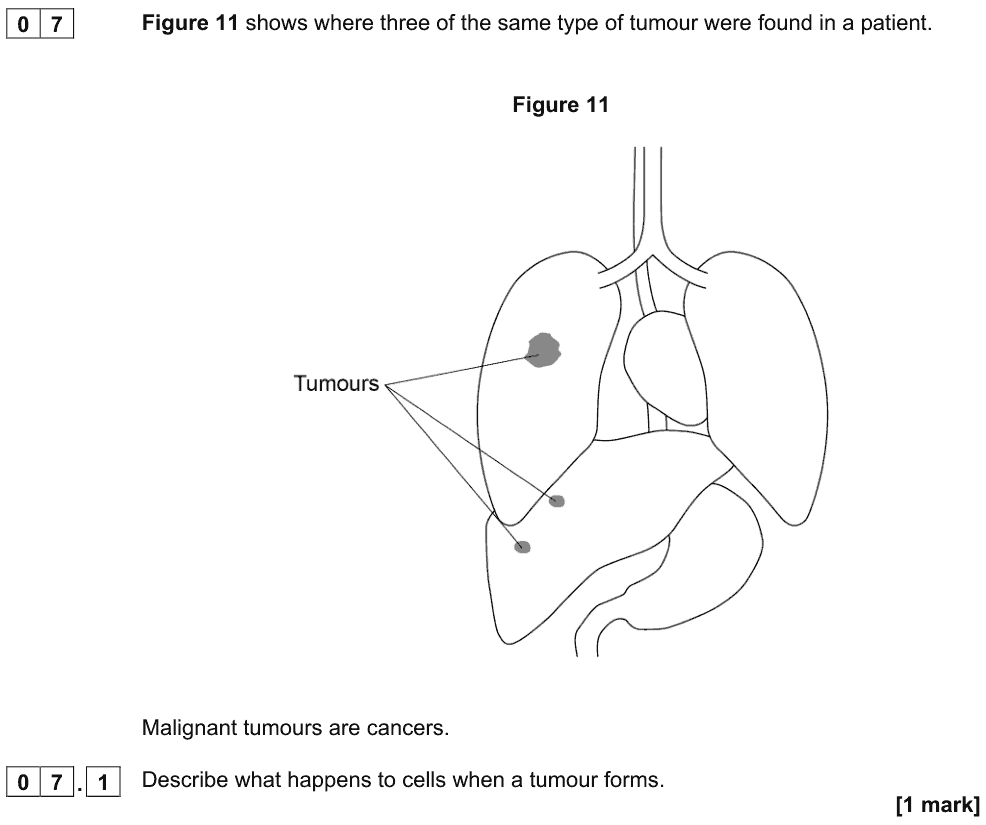 0 7 Figure 11 shows where three of the same type of tumour were found in a patient.
Figure 11
Tumours
Malignant tumours are cancers.
0 7 . 1 Describe what happens to cells when a tumour forms.
[1 mark]